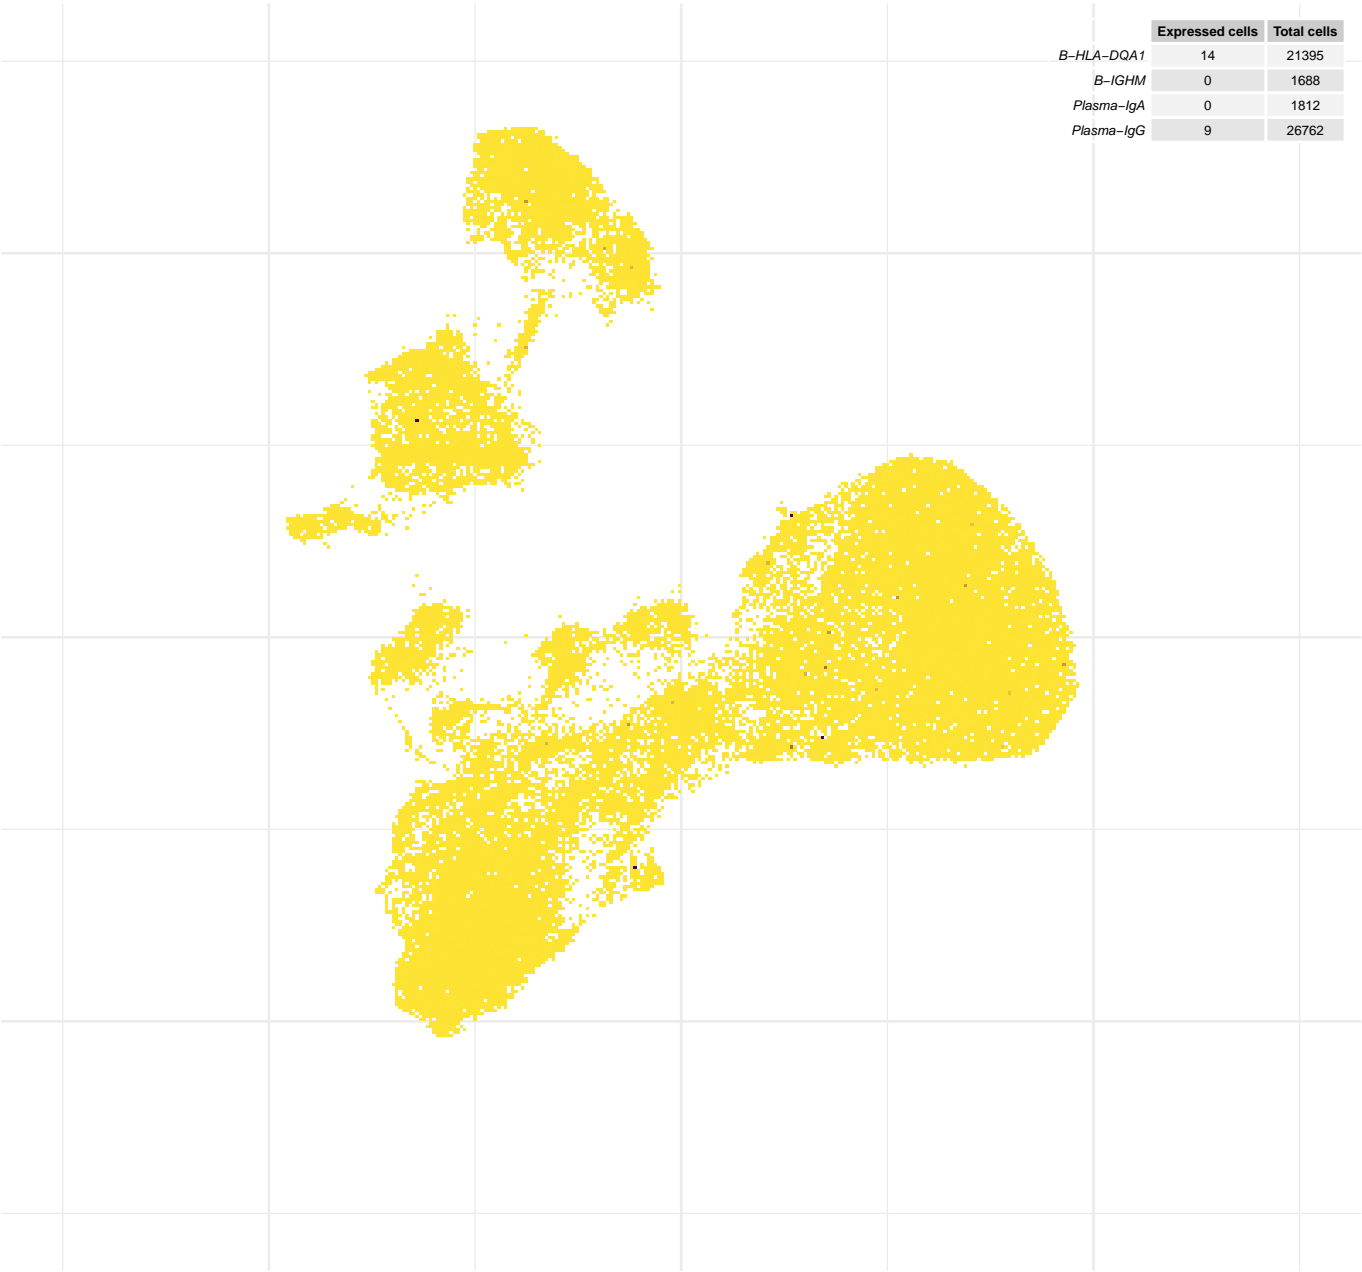 Expressed cells Total cells
B−HLA−DQA1 14 21395
B−IGHM 0 1688
Plasma−IgA 0 1812
Plasma−IgG 9 26762